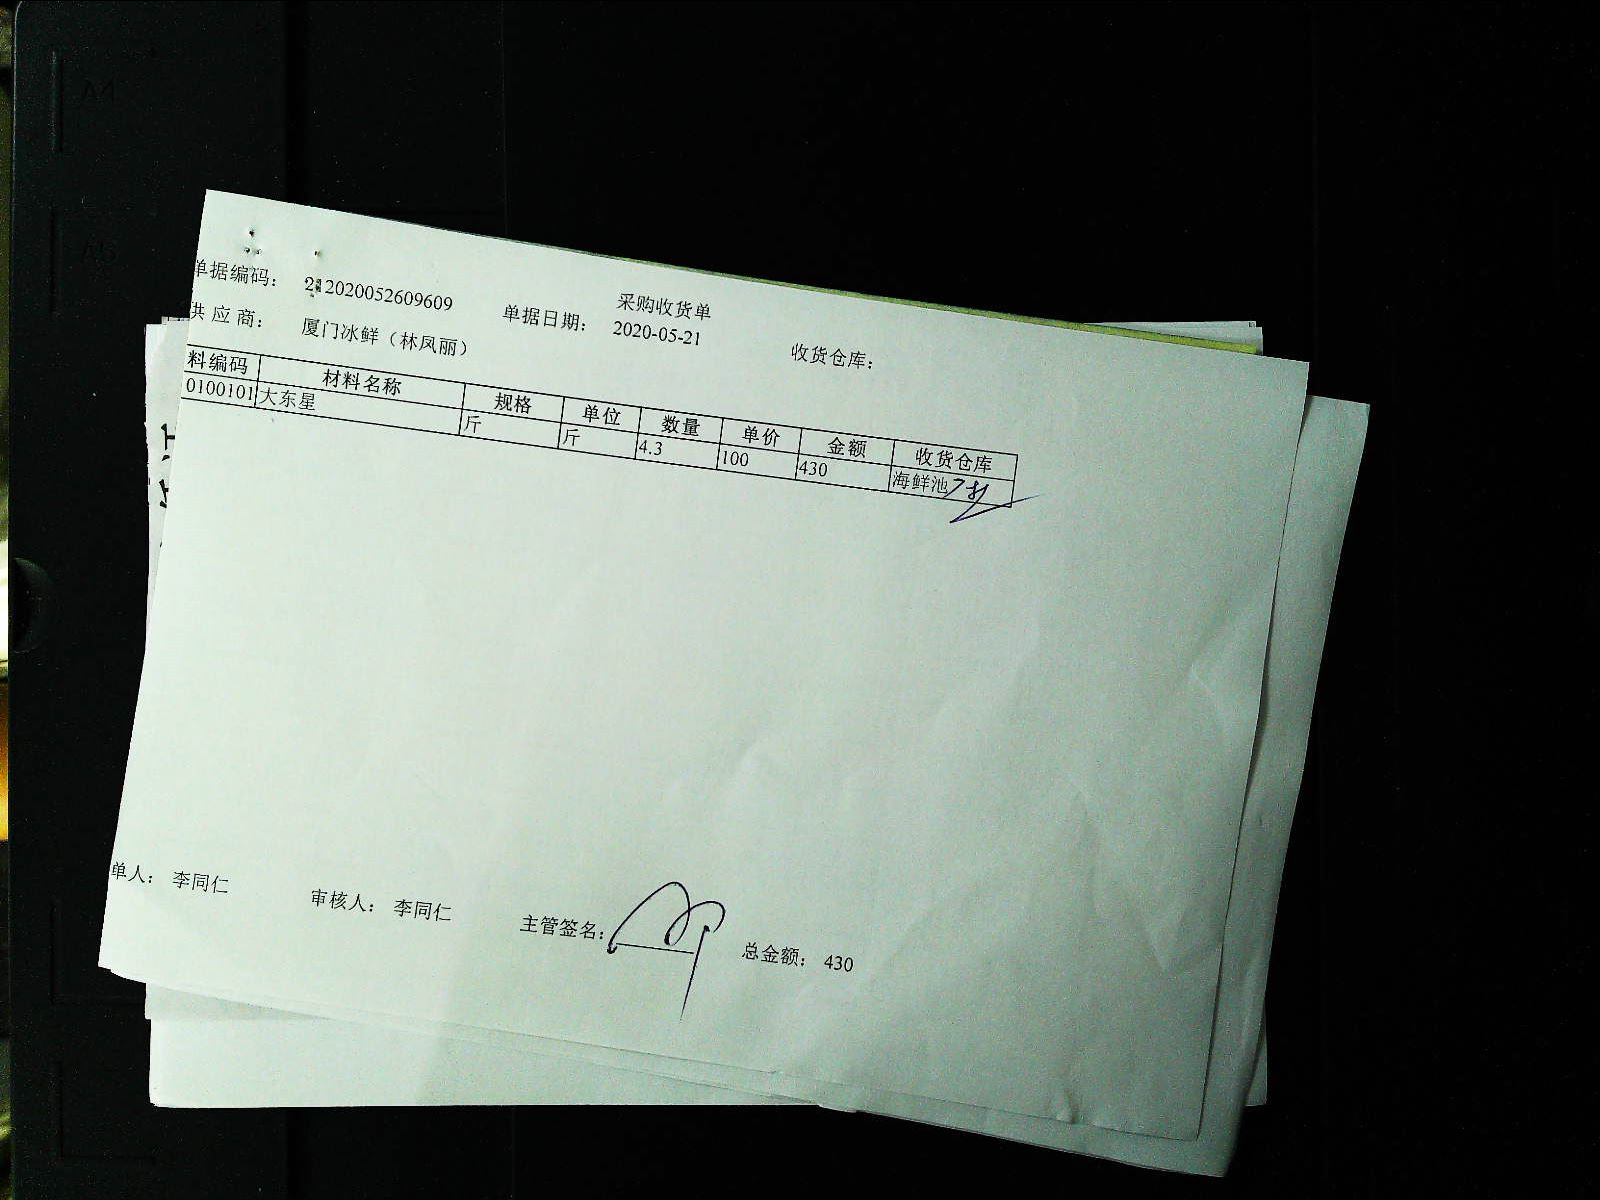 采购收货单
单据编码： 2020052609609 单据日期： 2020-05-21 收货仓库：
供应商： 厦门冰鲜（林凤丽）
料编码 材料名称 规格 单位 数量 单价 金额 收货仓库
0100101 大东星 斤 斤 4.3 100 430 海鲜池
单人： 李同仁 审核人： 李同仁 主管签名： 总金额： 430